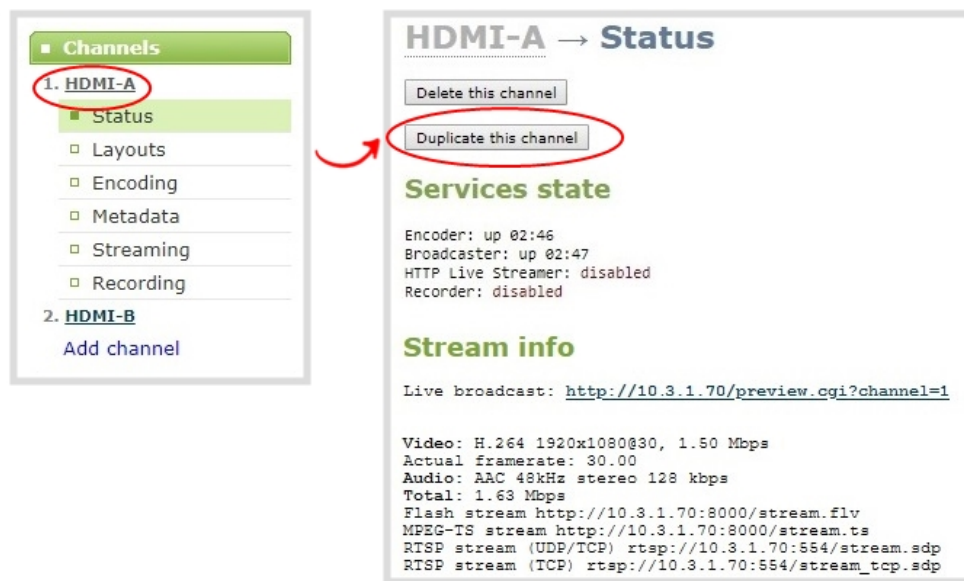 Channels
1. HDMI-A
Status
Layouts
Encoding
Metadata
Streaming
Recording
2. HDMI-B
Add channel
HDMI-A → Status
Delete this channel
Duplicate this channel
Services state
Encoder: up 02:46
Broadcaster: up 02:47
HTTP Live Streamer: disabled
Recorder: disabled
Stream info
Live broadcast: http://10.3.1.70/preview.cgi?channel=1
Video: H.264 1920x1080@30, 1.50 Mbps
Actual framerate: 30.00
Audio: AAC 48kHz stereo 128 kbps
Total: 1.63 Mbps
Flash stream http://10.3.1.70:8000/stream.flv
MPEG-TS stream http://10.3.1.70:8000/stream.ts
RTSP stream (UDP/TCP) rtsp://10.3.1.70:554/stream.sdp
RTSP stream (TCP) rtsp://10.3.1.70:554/stream_tcp.sdp